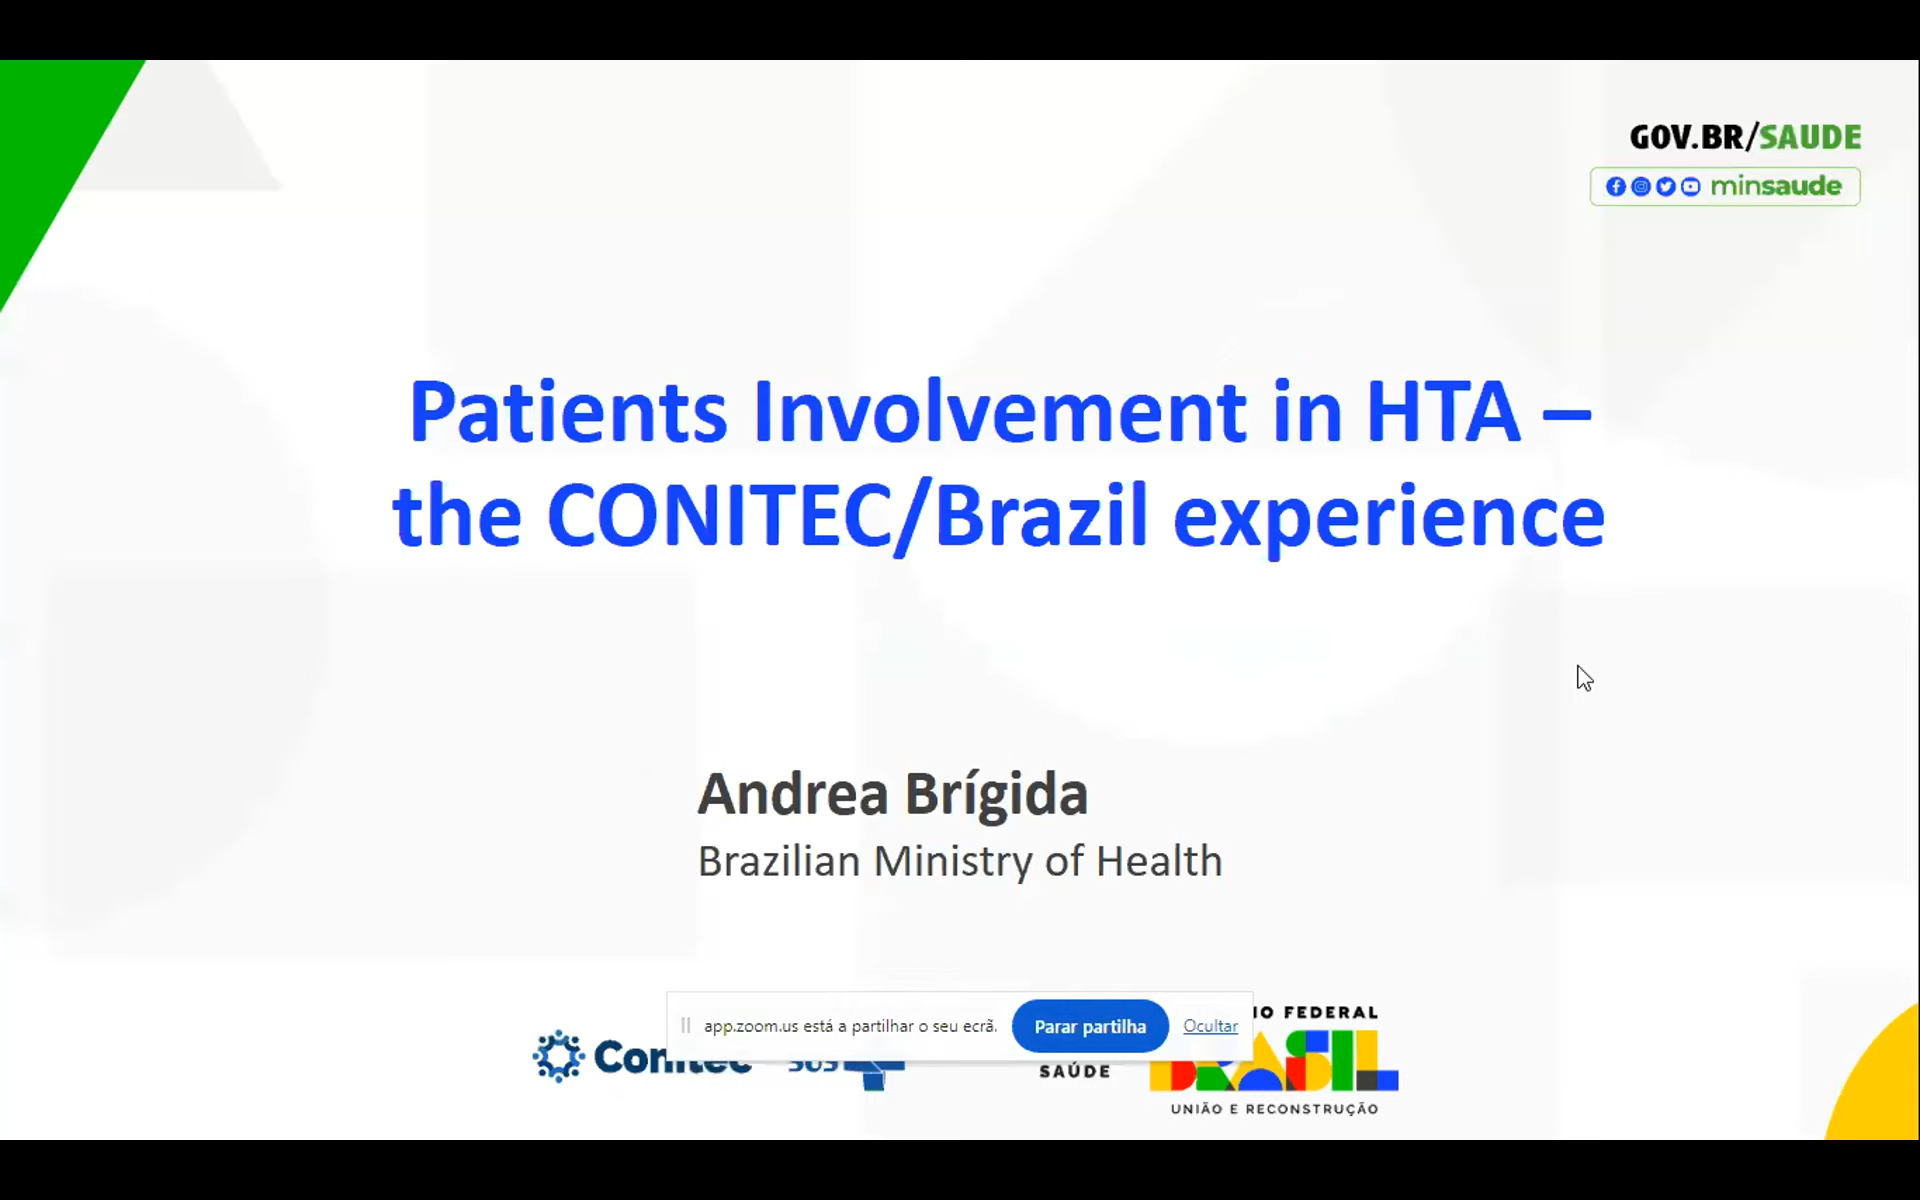 GOV.BR/SAUDE
minsaude
Patients Involvement in HTA –
the CONITEC/Brazil experience
Andrea Brígida
Brazilian Ministry of Health
app.zoom.us está a partilhar o seu ecrã. Parar partilha Ocultar
Conitec SUS
SAÚDE
IO FEDERAL
BRASIL
UNIÃO E RECONSTRUÇÃO